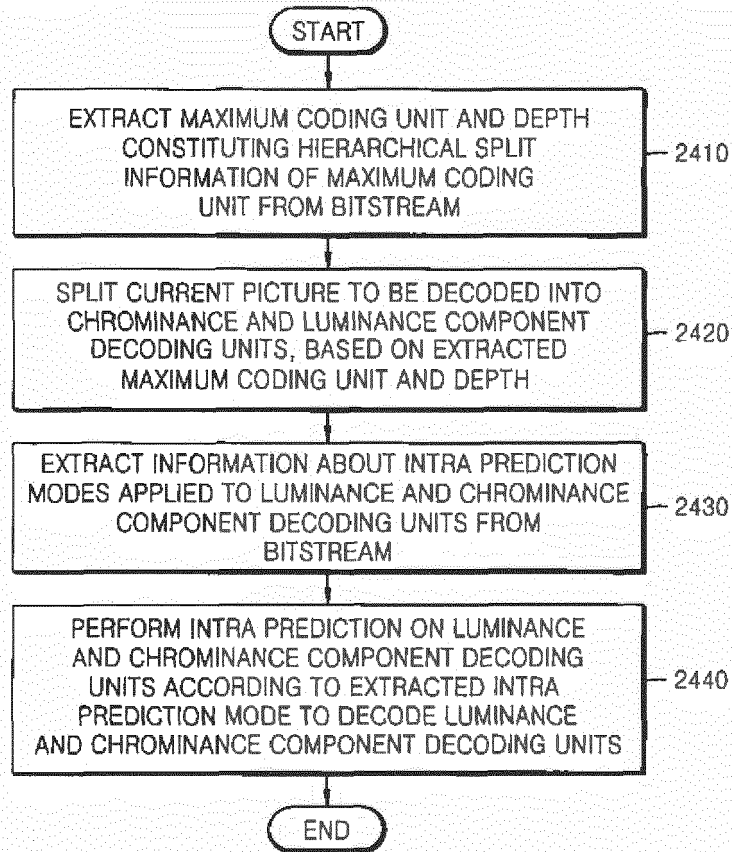 START
EXTRACT MAXIMUM CODING UNIT AND DEPTH
CONSTITUTING HIERARCHICAL SPLIT
INFORMATION OF MAXIMUM CODING
UNIT FROM BITSTREAM
2410
SPLIT CURRENT PICTURE TO BE DECODED INTO
CHROMINANCE AND LUMINANCE COMPONENT
DECODING UNITS, BASED ON EXTRACTED
MAXIMUM CODING UNIT AND DEPTH
2420
EXTRACT INFORMATION ABOUT INTRA PREDICTION
MODES APPLIED TO LUMINANCE AND CHROMINANCE
COMPONENT DECODING UNITS FROM
BITSTREAM
2430
PERFORM INTRA PREDICTION ON LUMINANCE
AND CHROMINANCE COMPONENT DECODING
UNITS ACCORDING TO EXTRACTED INTRA
PREDICTION MODE TO DECODE LUMINANCE
AND CHROMINANCE COMPONENT DECODING UNITS
2440
END